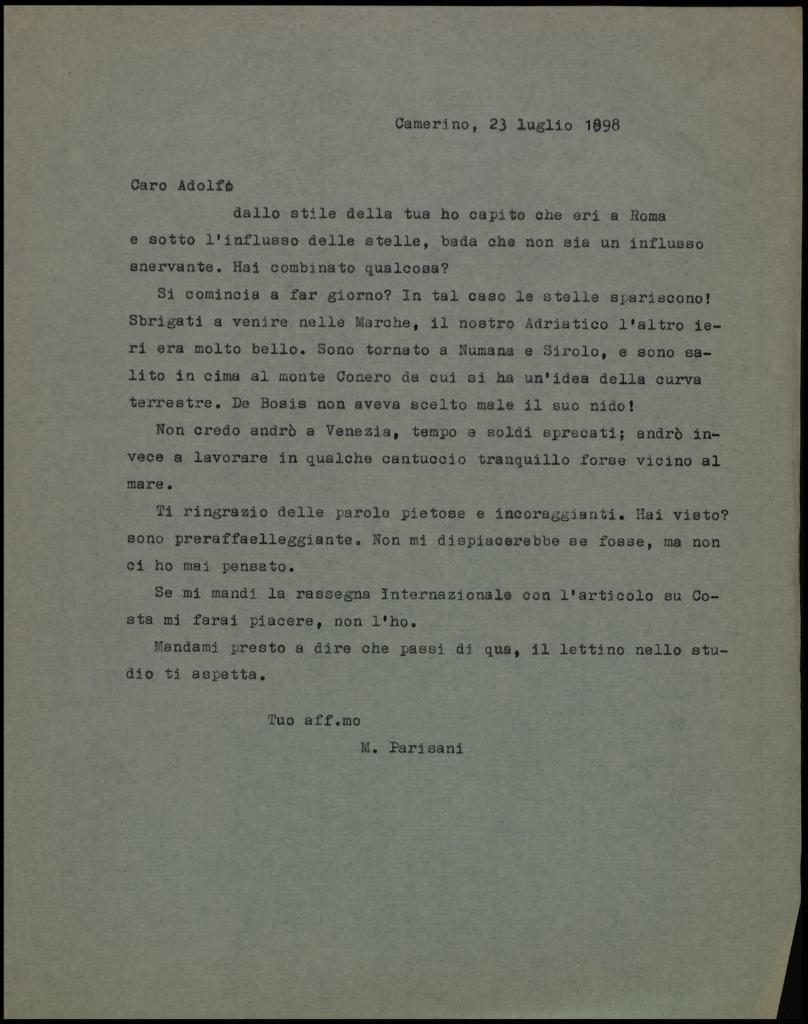 Camerino, 23 luglio 1898
Caro Adolfo
dallo stile della tua ho capito che eri a Roma
e sotto l'influsso delle stelle, bada che non sia un influsso
snervante. Hai combinato qualcosa?
Si comincia a far giorno? In tal caso le stelle spariscono!
Sbrigati a venire nelle Marche, il nostro Adriatico l'altro ie-
ri era molto bello. Sono tornato a Numana e Sirolo, e sono sa-
lito in cima al monte Conero da cui si ha un'idea della curva
terrestre. De Bosis non aveva scelto male il suo nido!
Non credo andrò a Venezia, tempo e soldi sprecati; andrò in-
vece a lavorare in qualche cantuccio tranquillo forse vicino al
mare.
Ti ringrazio delle parole pietose e incoraggianti. Hai visto?
sono preraffaelleggiante. Non mi dispiacerebbe se fosse, ma non
ci ho mai pensato.
Se mi mandi la rassegna Internazionale con l'articolo su Co-
sta mi farai piacere, non l'ho.
Mandami presto a dire che passi di qua, il lettino nello stu-
dio ti aspetta.
Tuo aff.mo
M. Parisani